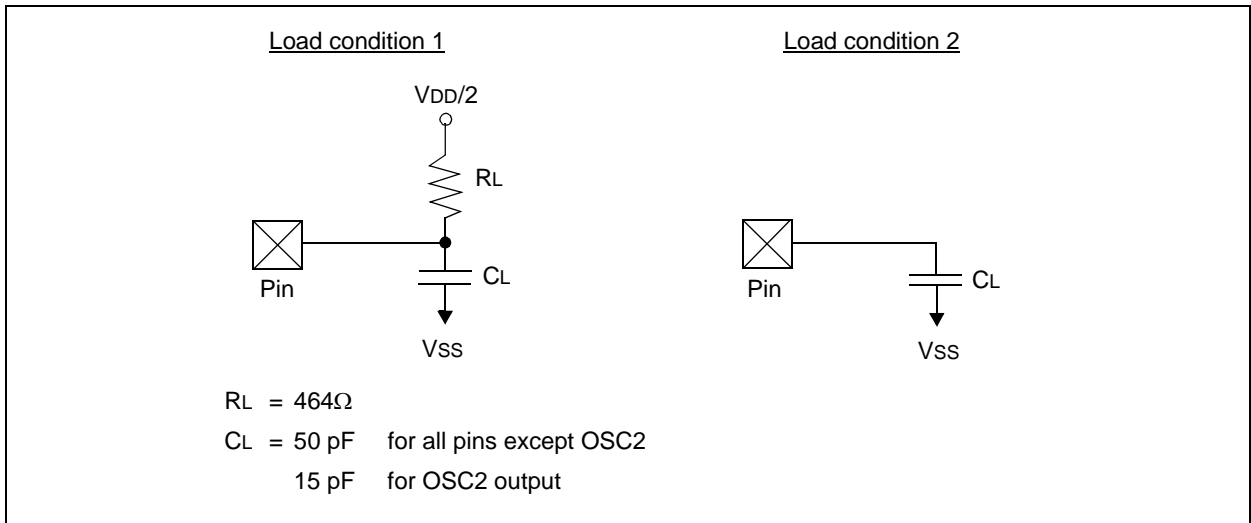 Load condition 1
Load condition 2
VDD/2
RL
Pin
CL
VSS
Pin
CL
VSS
RL = 464Ω
CL = 50 pF for all pins except OSC2
15 pF for OSC2 output